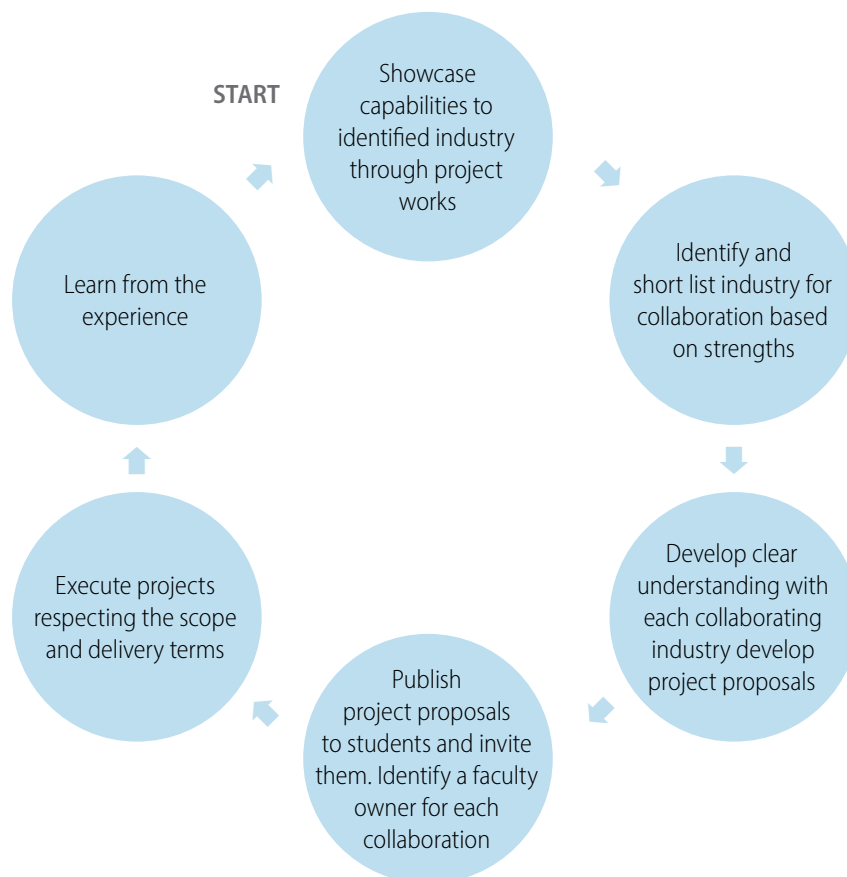 START
Showcase
capabilities to
identified industry
through project
works
Identify and
short list industry for
collaboration based
on strengths
Develop clear
understanding with
each collaborating
industry develop
project proposals
Publish
project proposals
to students and invite
them. Identify a faculty
owner for each
collaboration
Execute projects
respecting the scope
and delivery terms
Learn from the
experience